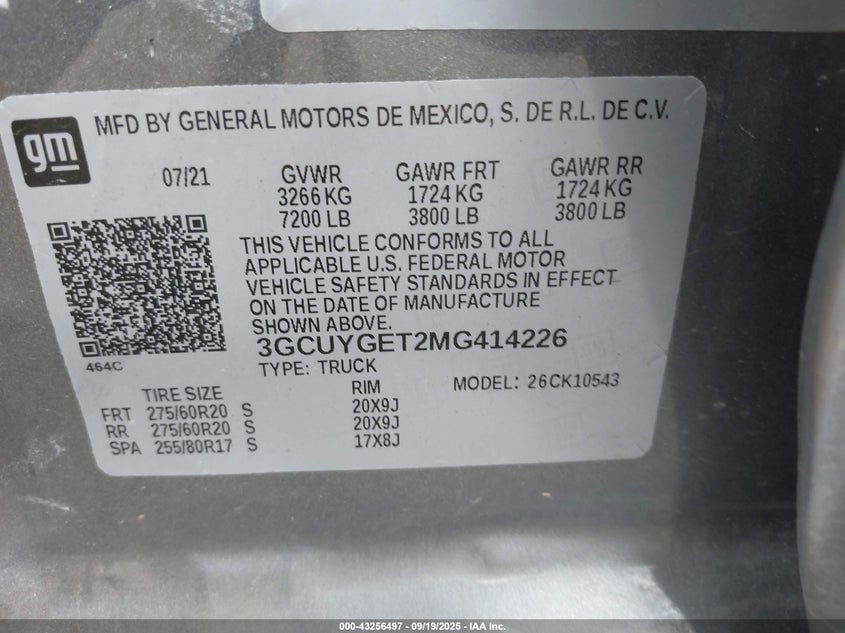 MFD BY GENERAL MOTORS DE MEXICO, S. DE R.L. DE C.V.
gm
07/21 GVWR GAWR FRT GAWR RR
3266 KG 1724 KG 1724 KG
7200 LB 3800 LB 3800 LB
THIS VEHICLE CONFORMS TO ALL
APPLICABLE U.S. FEDERAL MOTOR
VEHICLE SAFETY STANDARDS IN EFFECT
ON THE DATE OF MANUFACTURE
SHOWN ABOVE.
3GCUYGET2MG414226
464C
TYPE: TRUCK MODEL: 26CK10543
TIRE SIZE RIM
FRT 275/60R20 S 20X9J
RR 275/60R20 S 20X9J
SPA 255/80R17 S 17X8J
000-43256497 - 09/19/2025 - IAA Inc.